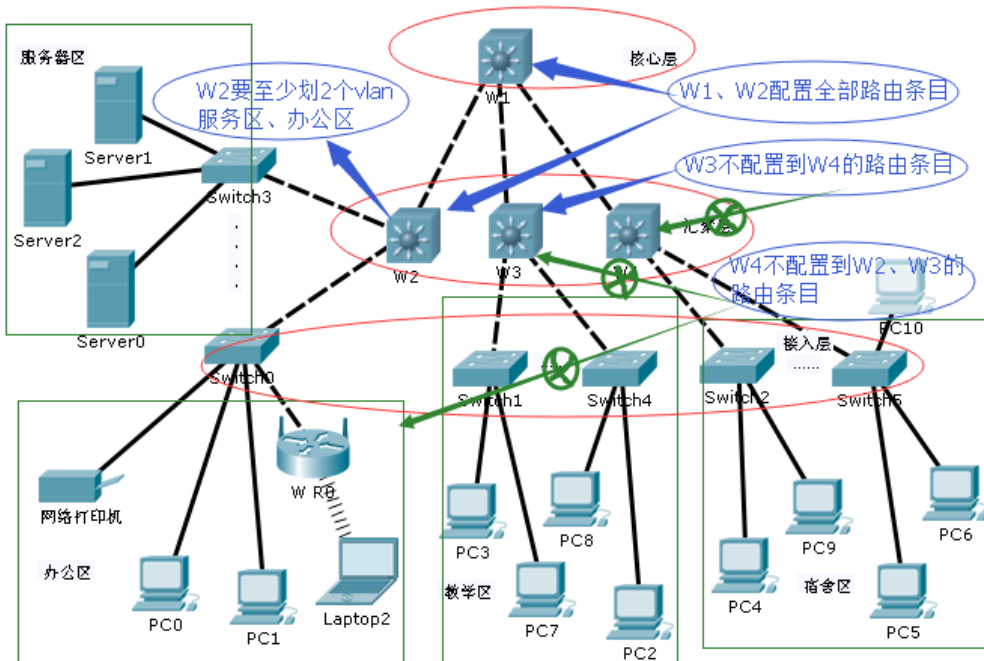 服务器区
核心层
W1
W2要至少划2个vlan
服务区、办公区
W1、W2配置全部路由条目
Server1
Switch3
W3不配置到W4的路由条目
Server2
W2
W3
W4不配置到W2、W3的
路由条目
Server0
PC10
接入层
......
Switch0
Switch1
Switch4
Switch2
Switch5
W R0
网络打印机
PC3
PC8
PC9
PC6
办公区
PC0
PC1
Laptop2
教学区
PC7
PC2
PC4
宿舍区
PC5